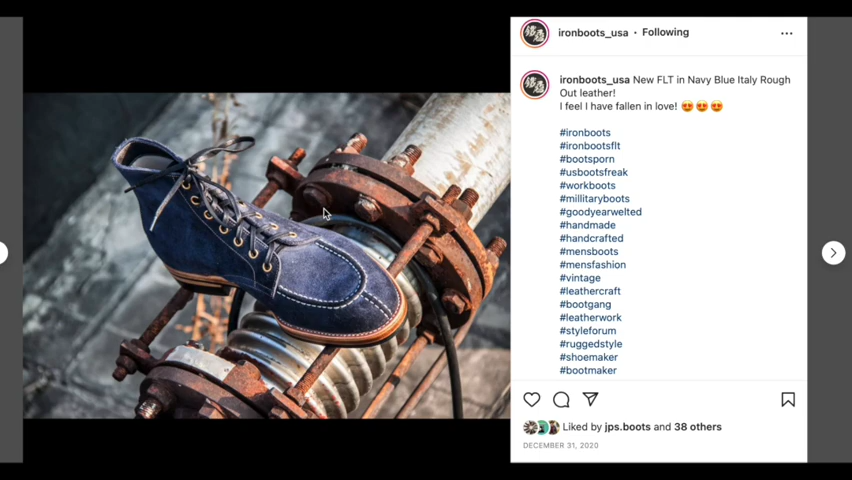 ironboots_usa • Following
ironboots_usa New FLT in Navy Blue Italy Rough
Out leather!
I feel I have fallen in love! 😍😍😍
#ironboots
#ironbootsflt
#bootsporn
#usbootsfreak
#workboots
#millitaryboots
#goodyearwelted
#handmade
#handcrafted
#mensboots
#mensfashion
#vintage
#leathercraft
#bootgang
#leatherwork
#styleforum
#ruggedstyle
#shoemaker
#bootmaker
Liked by jps.boots and 38 others
DECEMBER 31, 2020